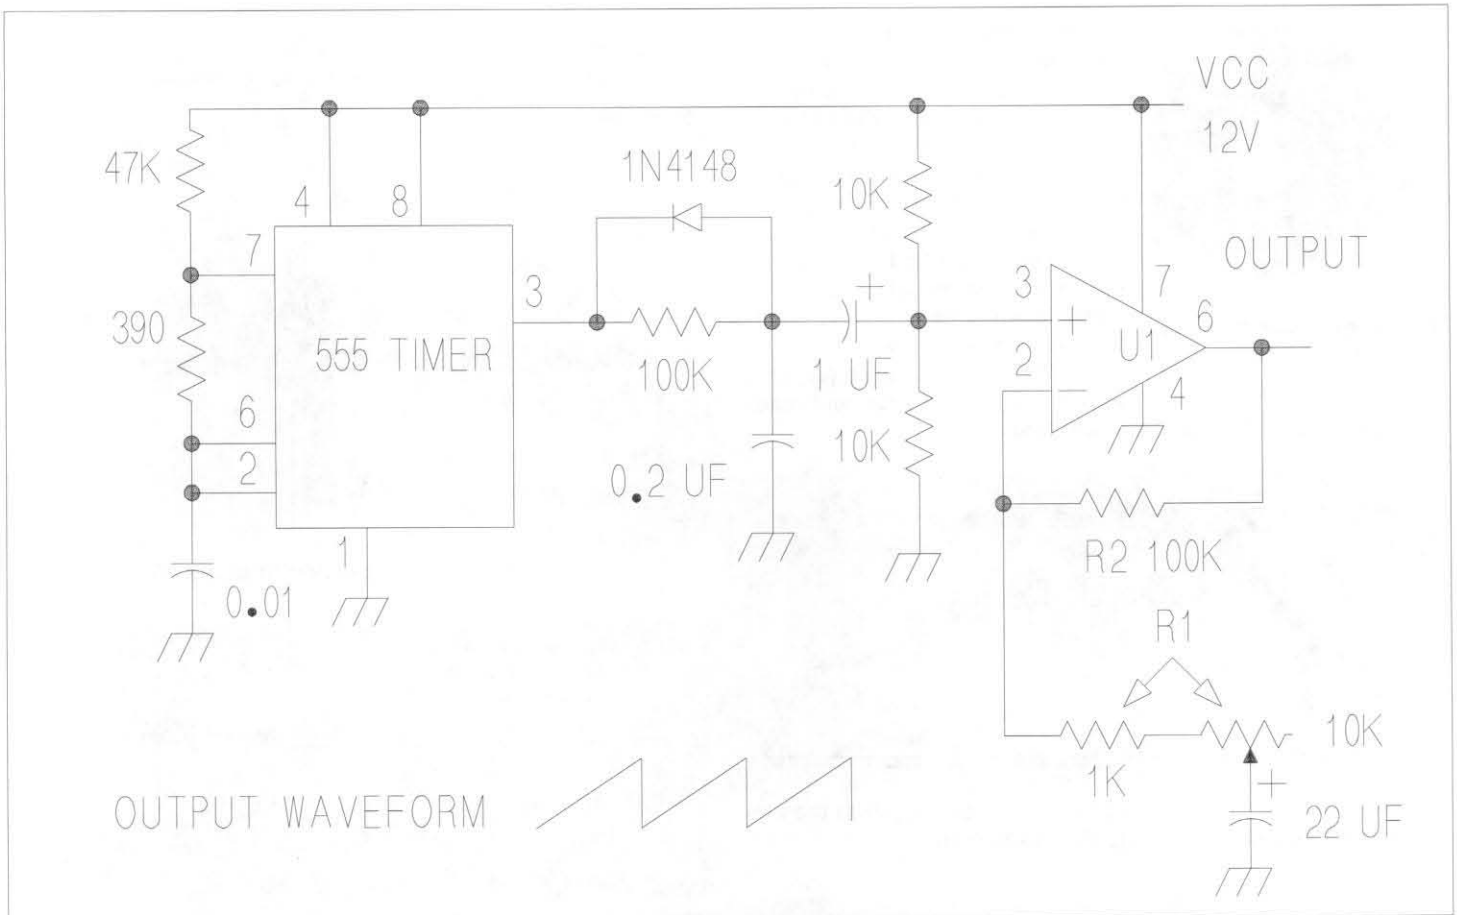 VCC
12V
47K
4
8
1N4148
10K
7
OUTPUT
3
3
7
6
390
555 TIMER
+
+
U1
2
100K
1 UF
−
4
6
2
0.2 UF
10K
1
R2 100K
0.01
R1
10K
1K
+
OUTPUT WAVEFORM
22 UF